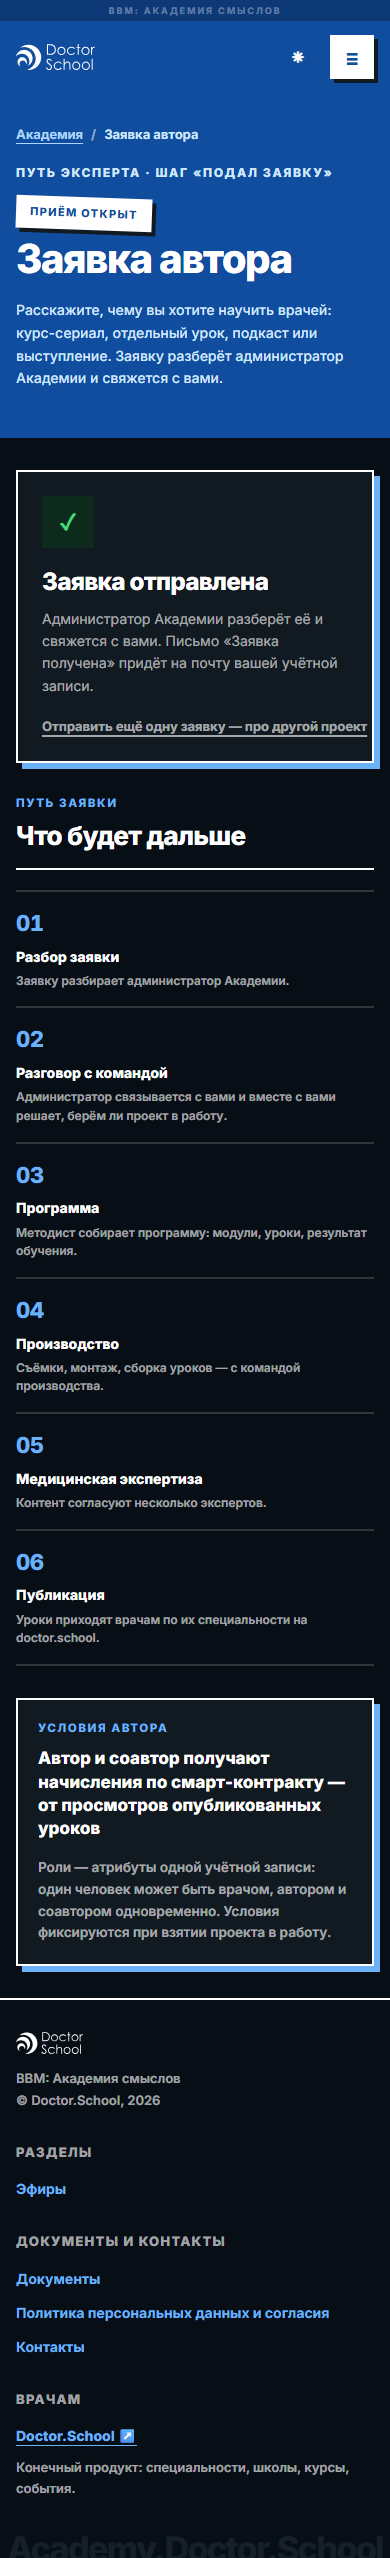 ВВМ: АКАДЕМИЯ СМЫСЛОВ
Doctor
School
Академия / Заявка автора
ПУТЬ ЭКСПЕРТА · ШАГ «ПОДАЛ ЗАЯВКУ»
ПРИЁМ ОТКРЫТ
Заявка автора
Расскажите, чему вы хотите научить врачей:
курс-сериал, отдельный урок, подкаст или
выступление. Заявку разберёт администратор
Академии и свяжется с вами.
✓
Заявка отправлена
Администратор Академии разберёт её и
свяжется с вами. Письмо «Заявка
получена» придёт на почту вашей учётной
записи.
Отправить ещё одну заявку — про другой проект
ПУТЬ ЗАЯВКИ
Что будет дальше
01
Разбор заявки
Заявку разбирает администратор Академии.
02
Разговор с командой
Администратор связывается с вами и вместе с вами
решает, берём ли проект в работу.
03
Программа
Методист собирает программу: модули, уроки, результат
обучения.
04
Производство
Съёмки, монтаж, сборка уроков — с командой
производства.
05
Медицинская экспертиза
Контент согласуют несколько экспертов.
06
Публикация
Уроки приходят врачам по их специальности на
doctor.school.
УСЛОВИЯ АВТОРА
Автор и соавтор получают
начисления по смарт-контракту —
от просмотров опубликованных
уроков
Роли — атрибуты одной учётной записи:
один человек может быть врачом, автором и
соавтором одновременно. Условия
фиксируются при взятии проекта в работу.
Doctor
School
ВВМ: Академия смыслов
© Doctor.School, 2026
РАЗДЕЛЫ
Эфиры
ДОКУМЕНТЫ И КОНТАКТЫ
Документы
Политика персональных данных и согласия
Контакты
ВРАЧАМ
Doctor.School ↗
Конечный продукт: специальности, школы, курсы,
события.
Academy.Doctor.School